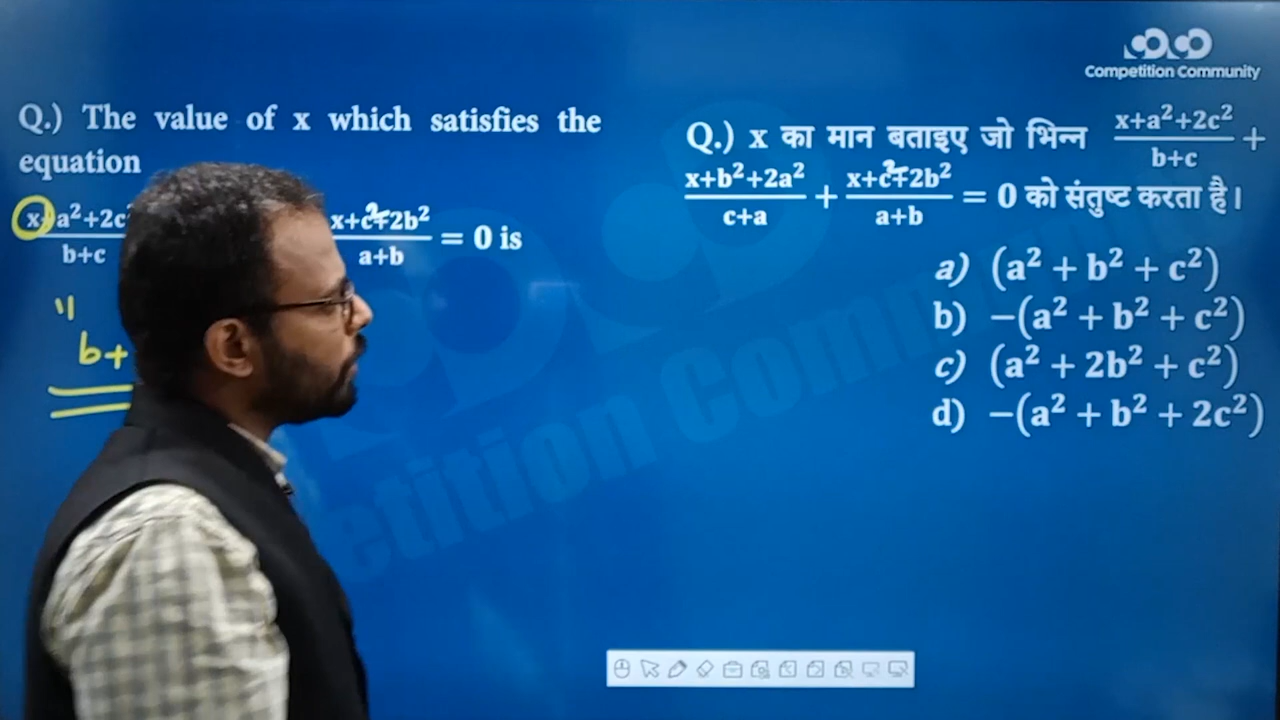 Competition Community
Q.) The value of x which satisfies the
equation
x+a²+2c²/b+c x+c²+2b²/a+b = 0 is
b+
Q.) x का मान बताइए जो भिन्न x+a²+2c²/b+c +
x+b²+2a²/c+a + x+c²+2b²/a+b = 0 को संतुष्ट करता है।
a) (a² + b² + c²)
b) −(a² + b² + c²)
c) (a² + 2b² + c²)
d) −(a² + b² + 2c²)